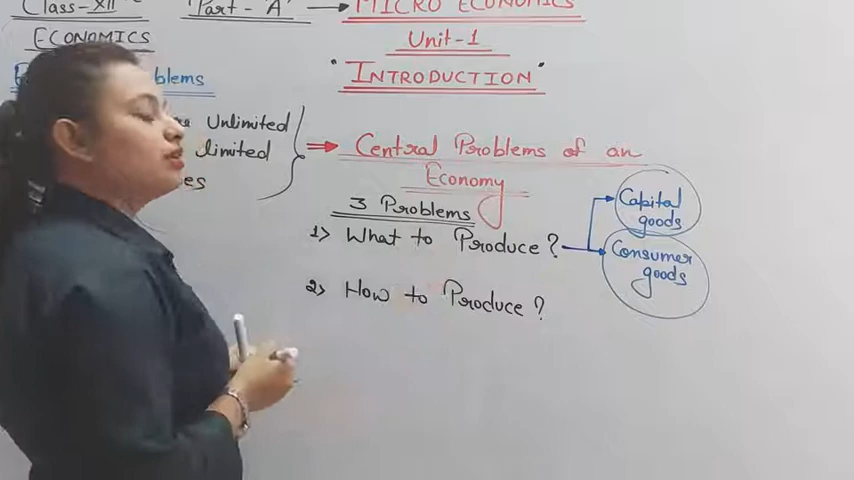 Class-XII
ECONOMICS
blems
Unlimited
limited
es
Part-'A' → MICRO ECONOMICS
Unit-1
"INTRODUCTION"
⇒ Central Problems of an
Economy
3 Problems
1) What to Produce?
Capital
goods
Consumer
goods
2) How to Produce?